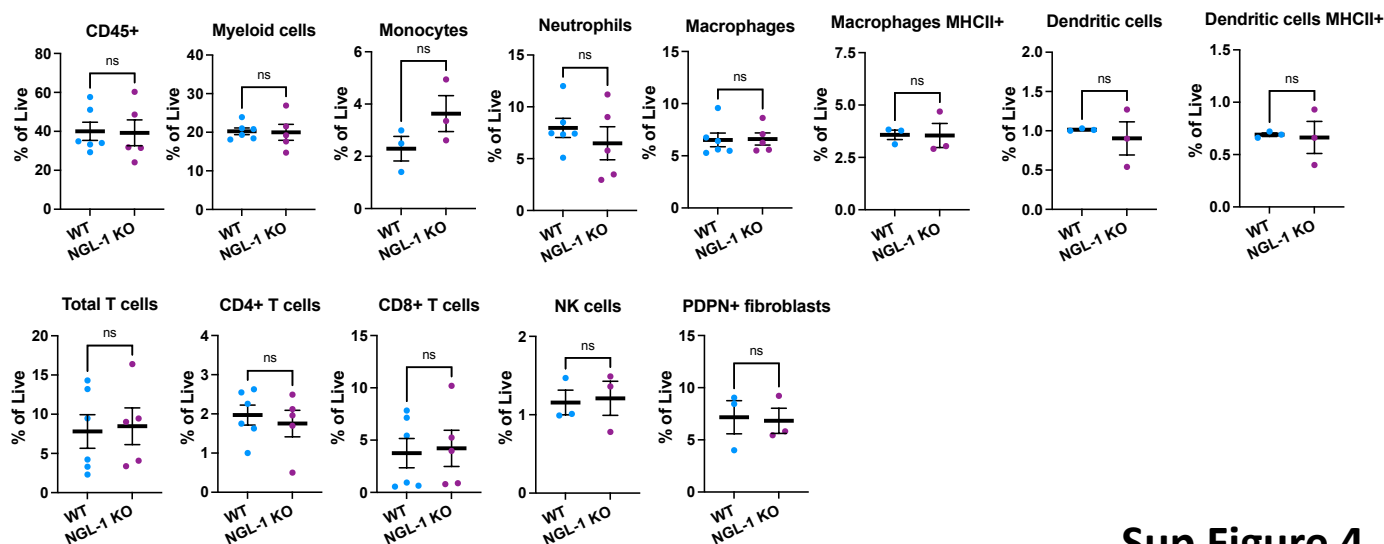 CD45+
% of Live
80
60
40
20
0
ns
WT
NGL-1 KO
Myeloid cells
% of Live
40
30
20
10
0
ns
WT
NGL-1 KO
Monocytes
% of Live
6
4
2
0
ns
WT
NGL-1 KO
Neutrophils
% of Live
15
10
5
0
ns
WT
NGL-1 KO
Macrophages
% of Live
15
10
5
0
ns
WT
NGL-1 KO
Macrophages MHCII+
% of Live
7.5
5.0
2.5
0.0
ns
WT
NGL-1 KO
Dendritic cells
% of Live
2.0
1.5
1.0
0.5
0.0
ns
WT
NGL-1 KO
Dendritic cells MHCII+
% of Live
1.5
1.0
0.5
0.0
ns
WT
NGL-1 KO
Total T cells
% of Live
20
15
10
5
0
ns
WT
NGL-1 KO
CD4+ T cells
% of Live
4
3
2
1
0
ns
WT
NGL-1 KO
CD8+ T cells
% of Live
15
10
5
0
ns
WT
NGL-1 KO
NK cells
% of Live
2
1
0
ns
WT
NGL-1 KO
PDPN+ fibroblasts
% of Live
15
10
5
0
ns
WT
NGL-1 KO
Sup Figure 4